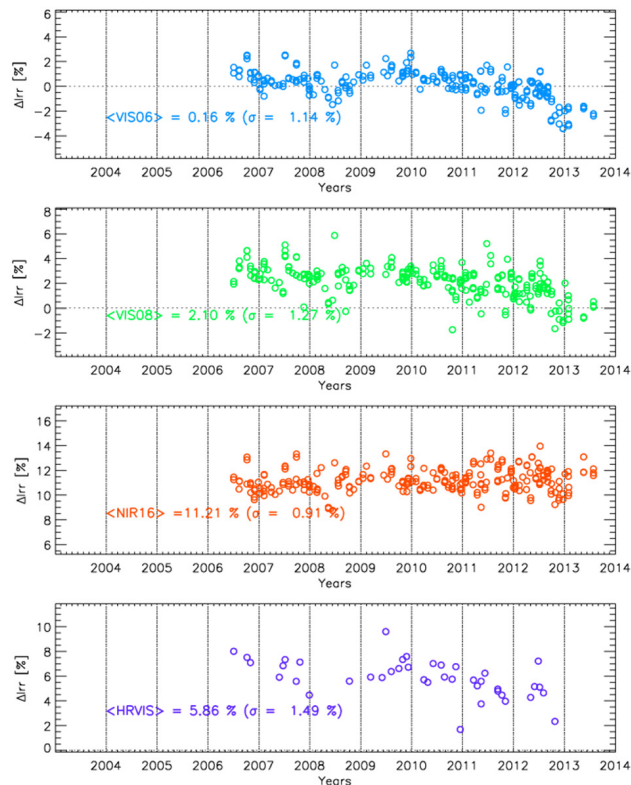 6
4
2
0
-2
-4
ΔIrr [%]
<VIS06> = 0.16 % (σ = 1.14 %)
2004 2005 2006 2007 2008 2009 2010 2011 2012 2013 2014
Years
8
6
4
2
0
-2
ΔIrr [%]
<VIS08> = 2.10 % (σ = 1.27 %)
2004 2005 2006 2007 2008 2009 2010 2011 2012 2013 2014
Years
16
14
12
10
8
6
ΔIrr [%]
<NIR16> =11.21 % (σ = 0.91 %)
2004 2005 2006 2007 2008 2009 2010 2011 2012 2013 2014
Years
10
8
6
4
2
0
ΔIrr [%]
<HRVIS> = 5.86 % (σ = 1.49 %)
2004 2005 2006 2007 2008 2009 2010 2011 2012 2013 2014
Years